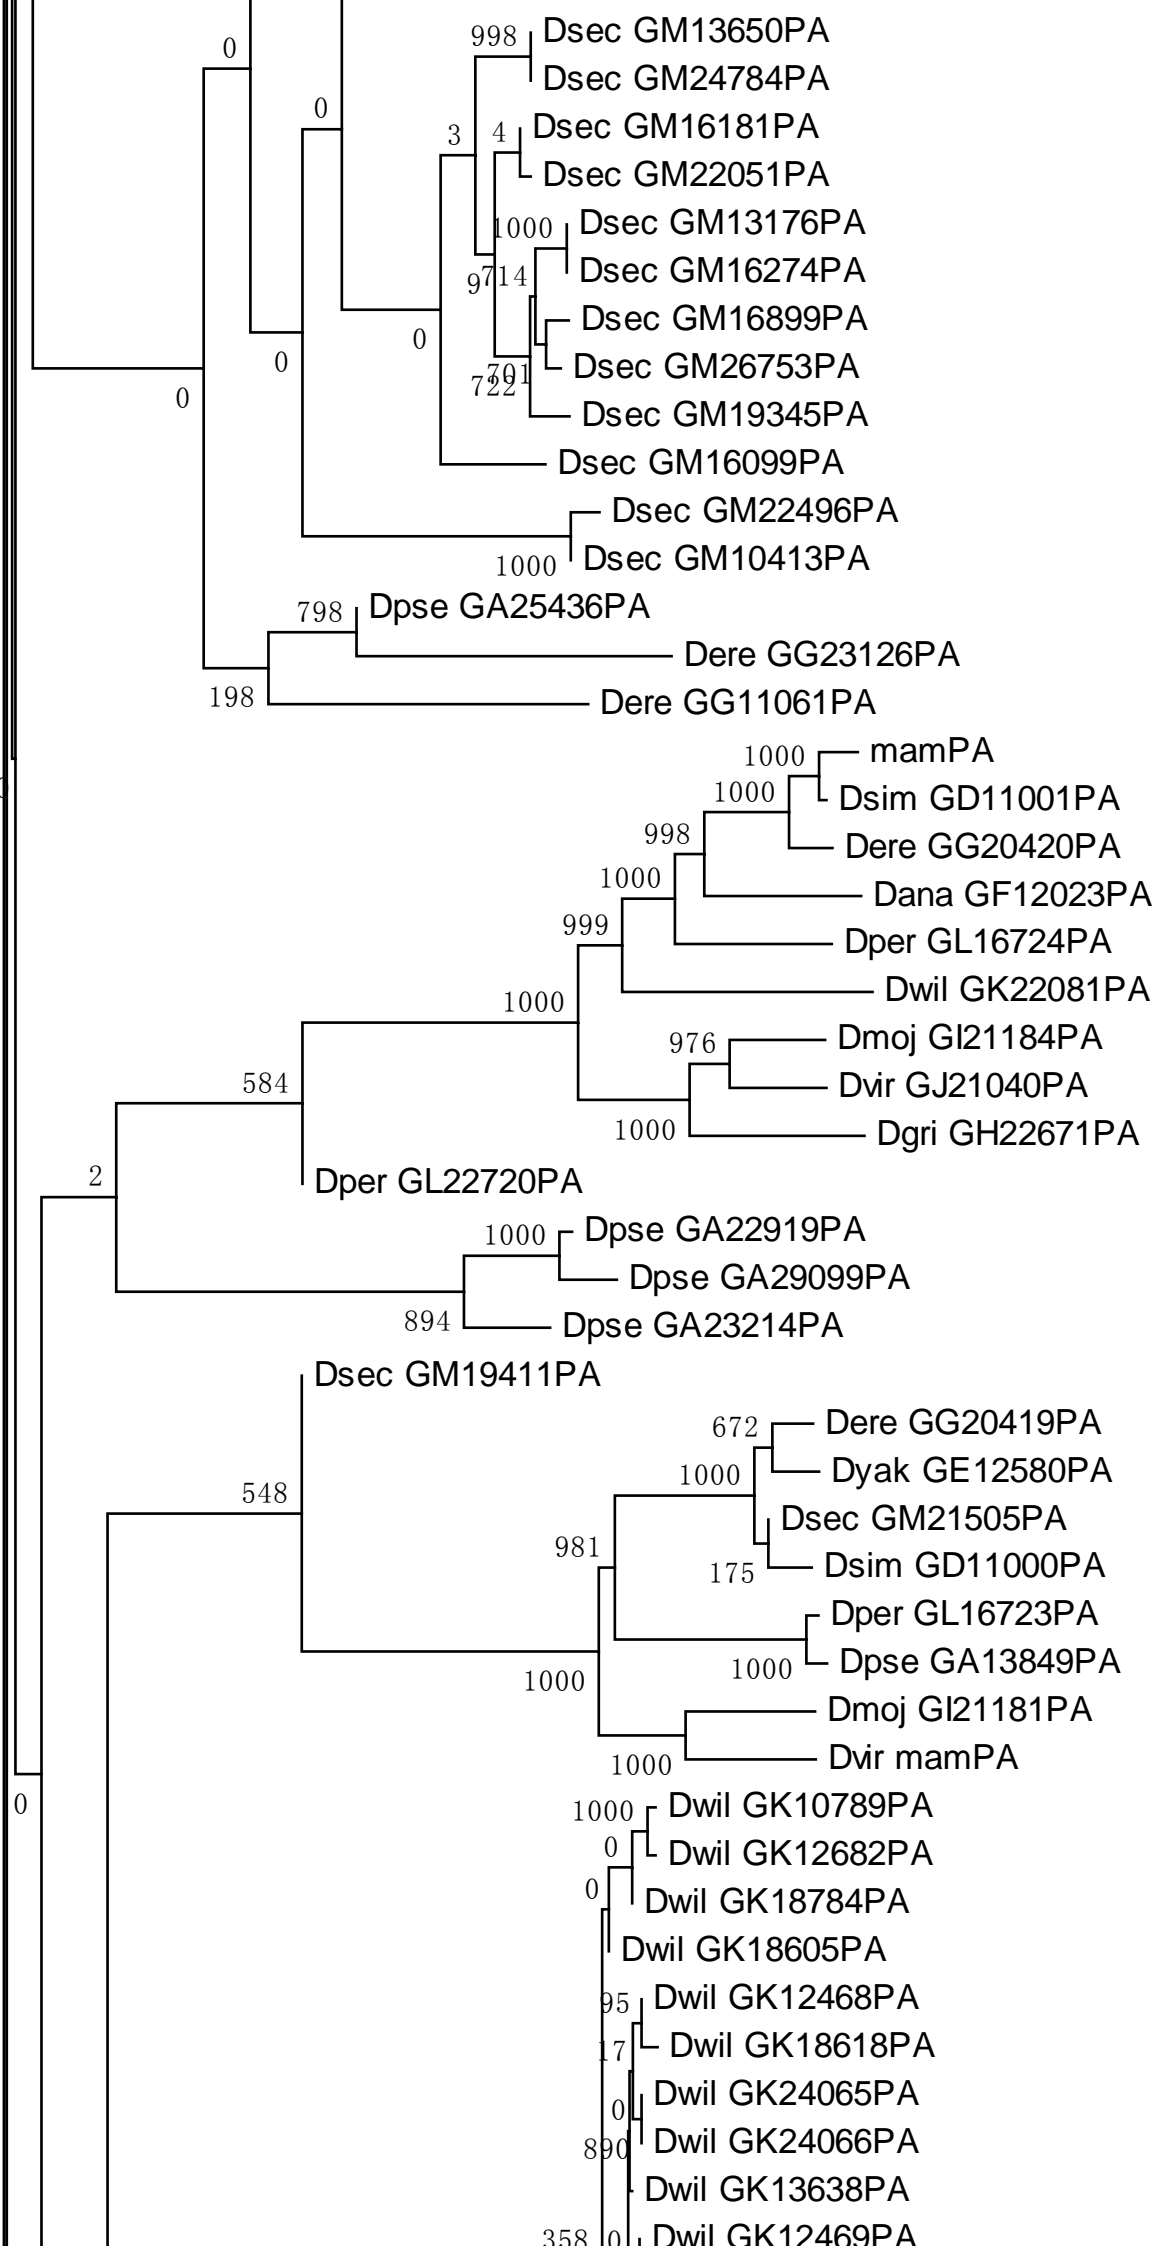 Dsec GM13650PA
998
0
Dsec GM24784PA
0
Dsec GM16181PA
4
3
Dsec GM22051PA
Dsec GM13176PA
1000
Dsec GM16274PA
714
9
Dsec GM16899PA
0
0
Dsec GM26753PA
701
722
0
Dsec GM19345PA
Dsec GM16099PA
Dsec GM22496PA
Dsec GM10413PA
1000
Dpse GA25436PA
798
Dere GG23126PA
198
Dere GG11061PA
mamPA
1000
1000
Dsim GD11001PA
998
Dere GG20420PA
1000
Dana GF12023PA
999
Dper GL16724PA
Dwil GK22081PA
1000
Dmoj GI21184PA
976
584
Dvir GJ21040PA
1000
Dgri GH22671PA
2
Dper GL22720PA
Dpse GA22919PA
1000
Dpse GA29099PA
894
Dpse GA23214PA
Dsec GM19411PA
Dere GG20419PA
672
Dyak GE12580PA
1000
548
Dsec GM21505PA
981
Dsim GD11000PA
175
Dper GL16723PA
Dpse GA13849PA
1000
1000
Dmoj GI21181PA
Dvir mamPA
1000
0
Dwil GK10789PA
1000
Dwil GK12682PA
0
0
Dwil GK18784PA
Dwil GK18605PA
Dwil GK12468PA
95
Dwil GK18618PA
17
Dwil GK24065PA
0
Dwil GK24066PA
890
Dwil GK13638PA
Dwil GK12469PA
358
0